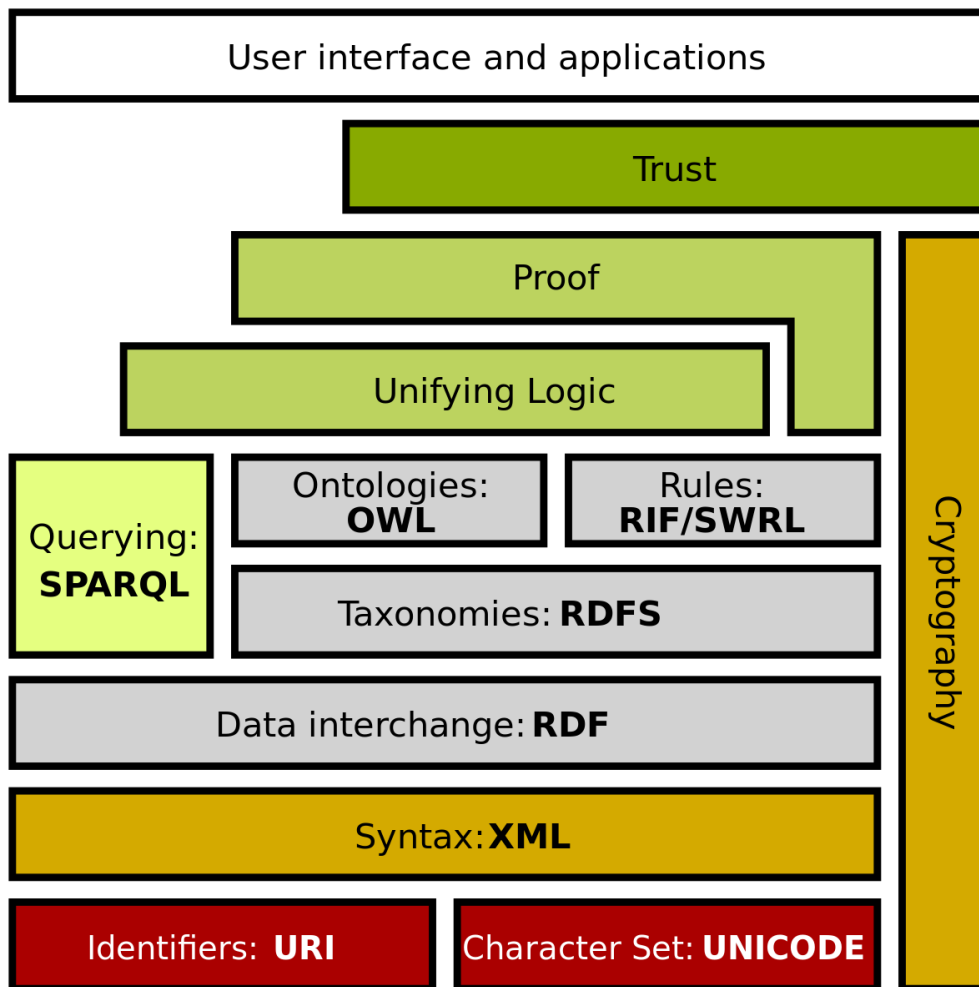 User interface and applications
Trust
Proof
Unifying Logic
Ontologies:
OWL
Rules:
RIF/SWRL
Querying:
SPARQL
Taxonomies: RDFS
Cryptography
Data interchange: RDF
Syntax: XML
Identifiers: URI
Character Set: UNICODE